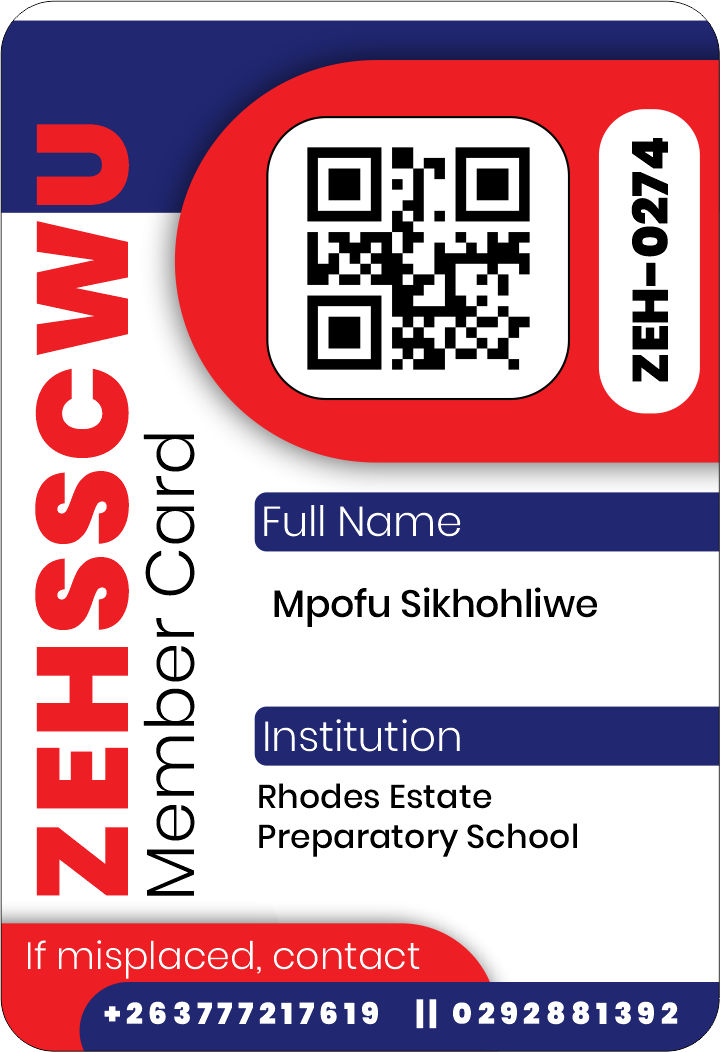 ZEHSSCWU
Member Card
ZEH-0274
Full Name
Mpofu Sikhohliwe
Institution
Rhodes Estate
Preparatory School
If misplaced, contact
+263777217619 || 0292881392